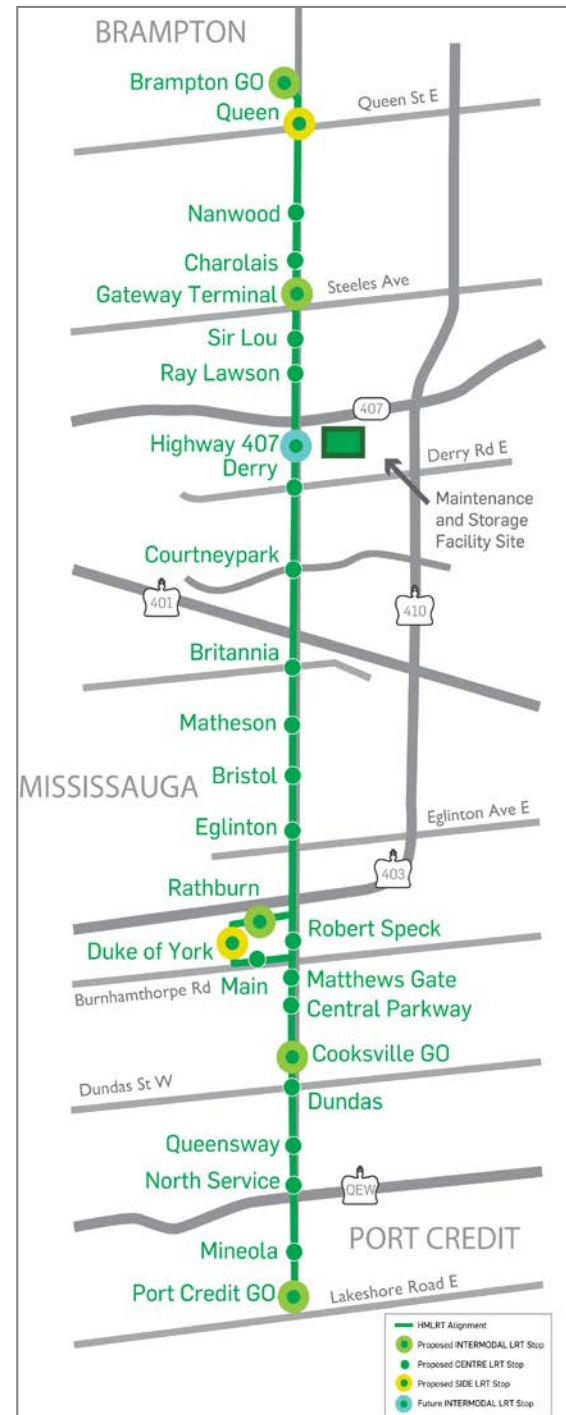 BRAMPTON
Brampton GO
Queen
Queen St E
Nanwood
Charolais
Gateway Terminal
Steeles Ave
Sir Lou
Ray Lawson
407
Highway 407
Derry
Derry Rd E
Maintenance
and Storage
Facility Site
Courtneypark
401
410
Britannia
Matheson
MISSISSAUGA
Bristol
Eglinton
Eglinton Ave E
403
Rathburn
Robert Speck
Duke of York
Main
Matthews Gate
Burnhamthorpe Rd
Central Parkway
Cooksville GO
Dundas St W
Dundas
Queensway
North Service
QEW
Mineola
PORT CREDIT
Port Credit GO
Lakeshore Road E
HMLRT Alignment
Proposed INTERMODAL LRT Stop
Proposed CENTRE LRT Stop
Proposed SIDE LRT Stop
Future INTERMODAL LRT Stop